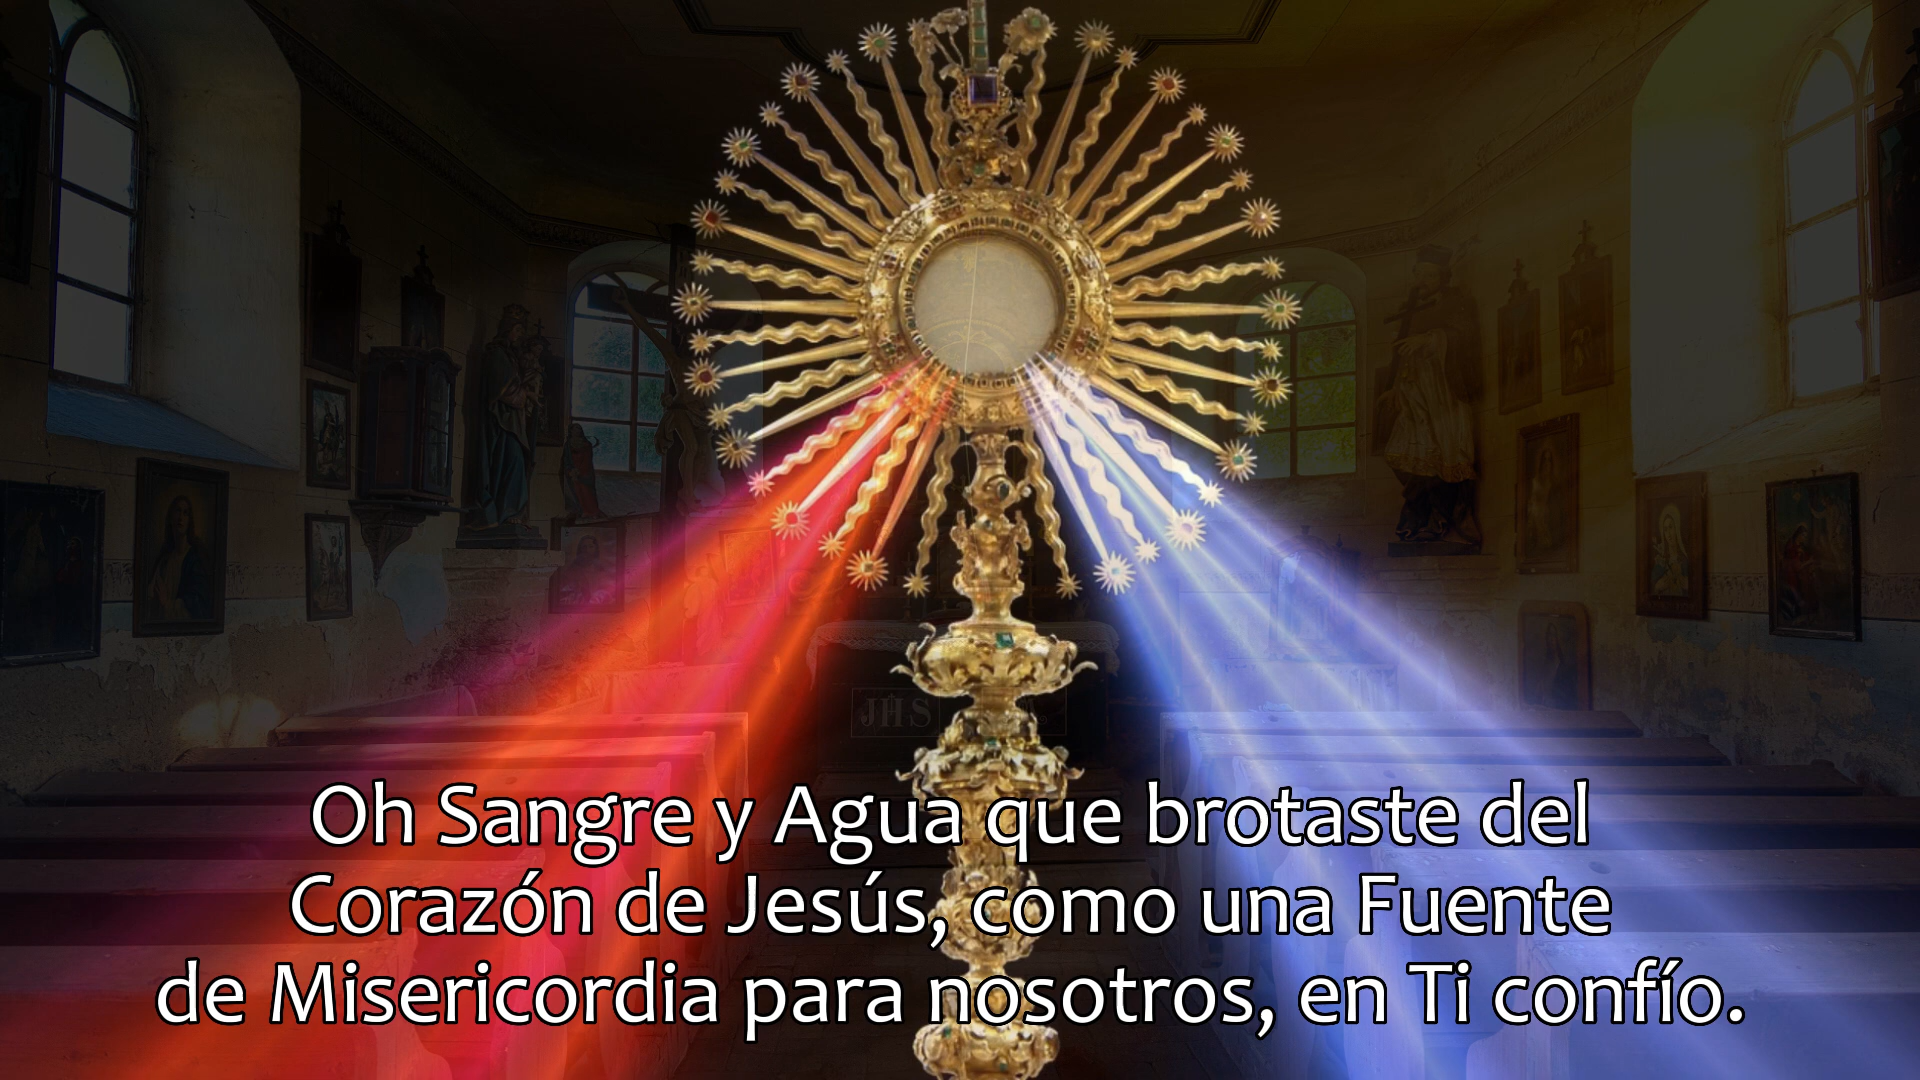 JHS
Oh Sangre y Agua que brotaste del
Corazón de Jesús, como una Fuente
de Misericordia para nosotros, en Ti confío.